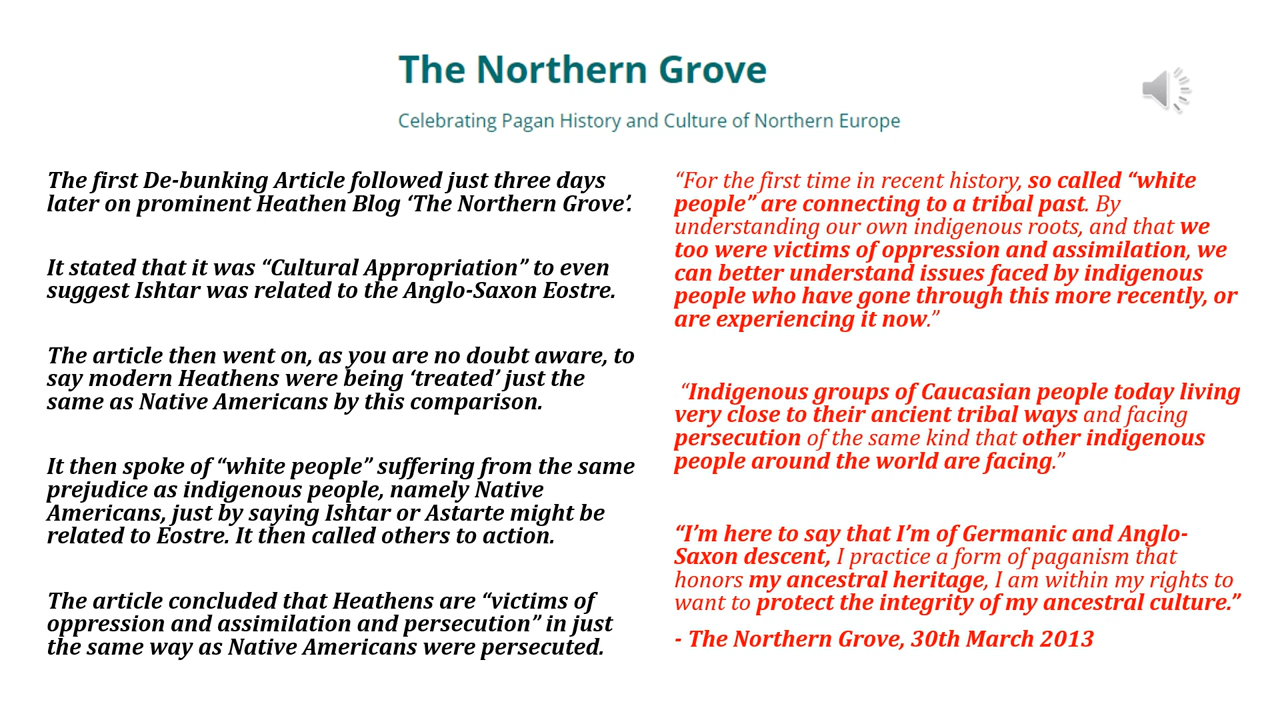 The Northern Grove
Celebrating Pagan History and Culture of Northern Europe
The first De-bunking Article followed just three days
later on prominent Heathen Blog ‘The Northern Grove’.
It stated that it was “Cultural Appropriation” to even
suggest Ishtar was related to the Anglo-Saxon Eostre.
The article then went on, as you are no doubt aware, to
say modern Heathens were being ‘treated’ just the
same as Native Americans by this comparison.
It then spoke of “white people” suffering from the same
prejudice as indigenous people, namely Native
Americans, just by saying Ishtar or Astarte might be
related to Eostre. It then called others to action.
The article concluded that Heathens are “victims of
oppression and assimilation and persecution” in just
the same way as Native Americans were persecuted.
“For the first time in recent history, so called “white
people” are connecting to a tribal past. By
understanding our own indigenous roots, and that we
too were victims of oppression and assimilation, we
can better understand issues faced by indigenous
people who have gone through this more recently, or
are experiencing it now.”
“Indigenous groups of Caucasian people today living
very close to their ancient tribal ways and facing
persecution of the same kind that other indigenous
people around the world are facing.”
“I’m here to say that I’m of Germanic and Anglo-
Saxon descent, I practice a form of paganism that
honors my ancestral heritage, I am within my rights to
want to protect the integrity of my ancestral culture.”
- The Northern Grove, 30th March 2013